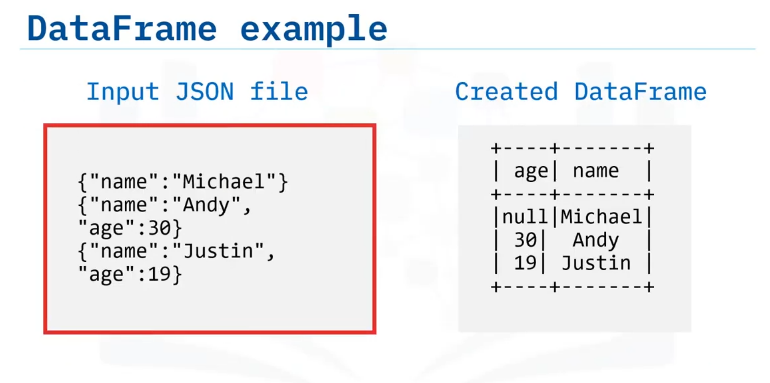 DataFrame example
Input JSON file
{"name":"Michael"}
{"name":"Andy",
"age":30}
{"name":"Justin",
"age":19}
Created DataFrame
+----+-------+
| age| name  |
+----+-------+
|null|Michael|
| 30|  Andy  |
| 19| Justin |
+----+-------+